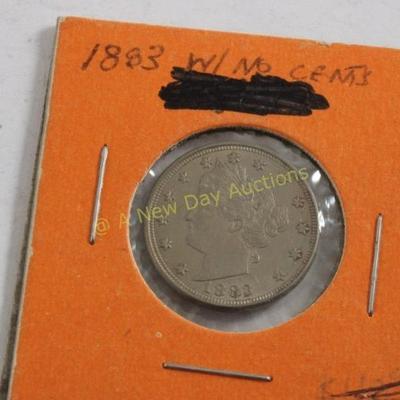 1883 W/ NO CENTS
@ A New Day Auctions
1883